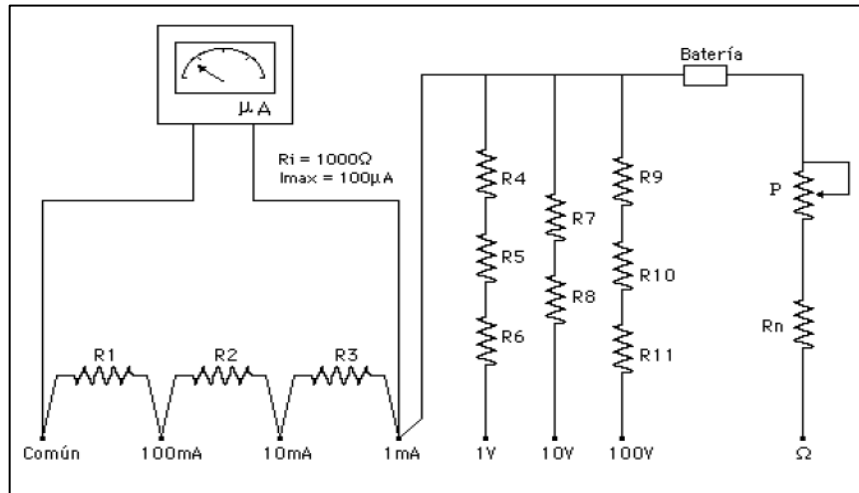 Batería
μA
Ri = 1000Ω
Imax = 100μA
R4
R9
P
R7
R5
R10
R8
R6
Rn
R1
R2
R3
R11
Común
100mA
10mA
1mA
1V
10V
100V
Ω